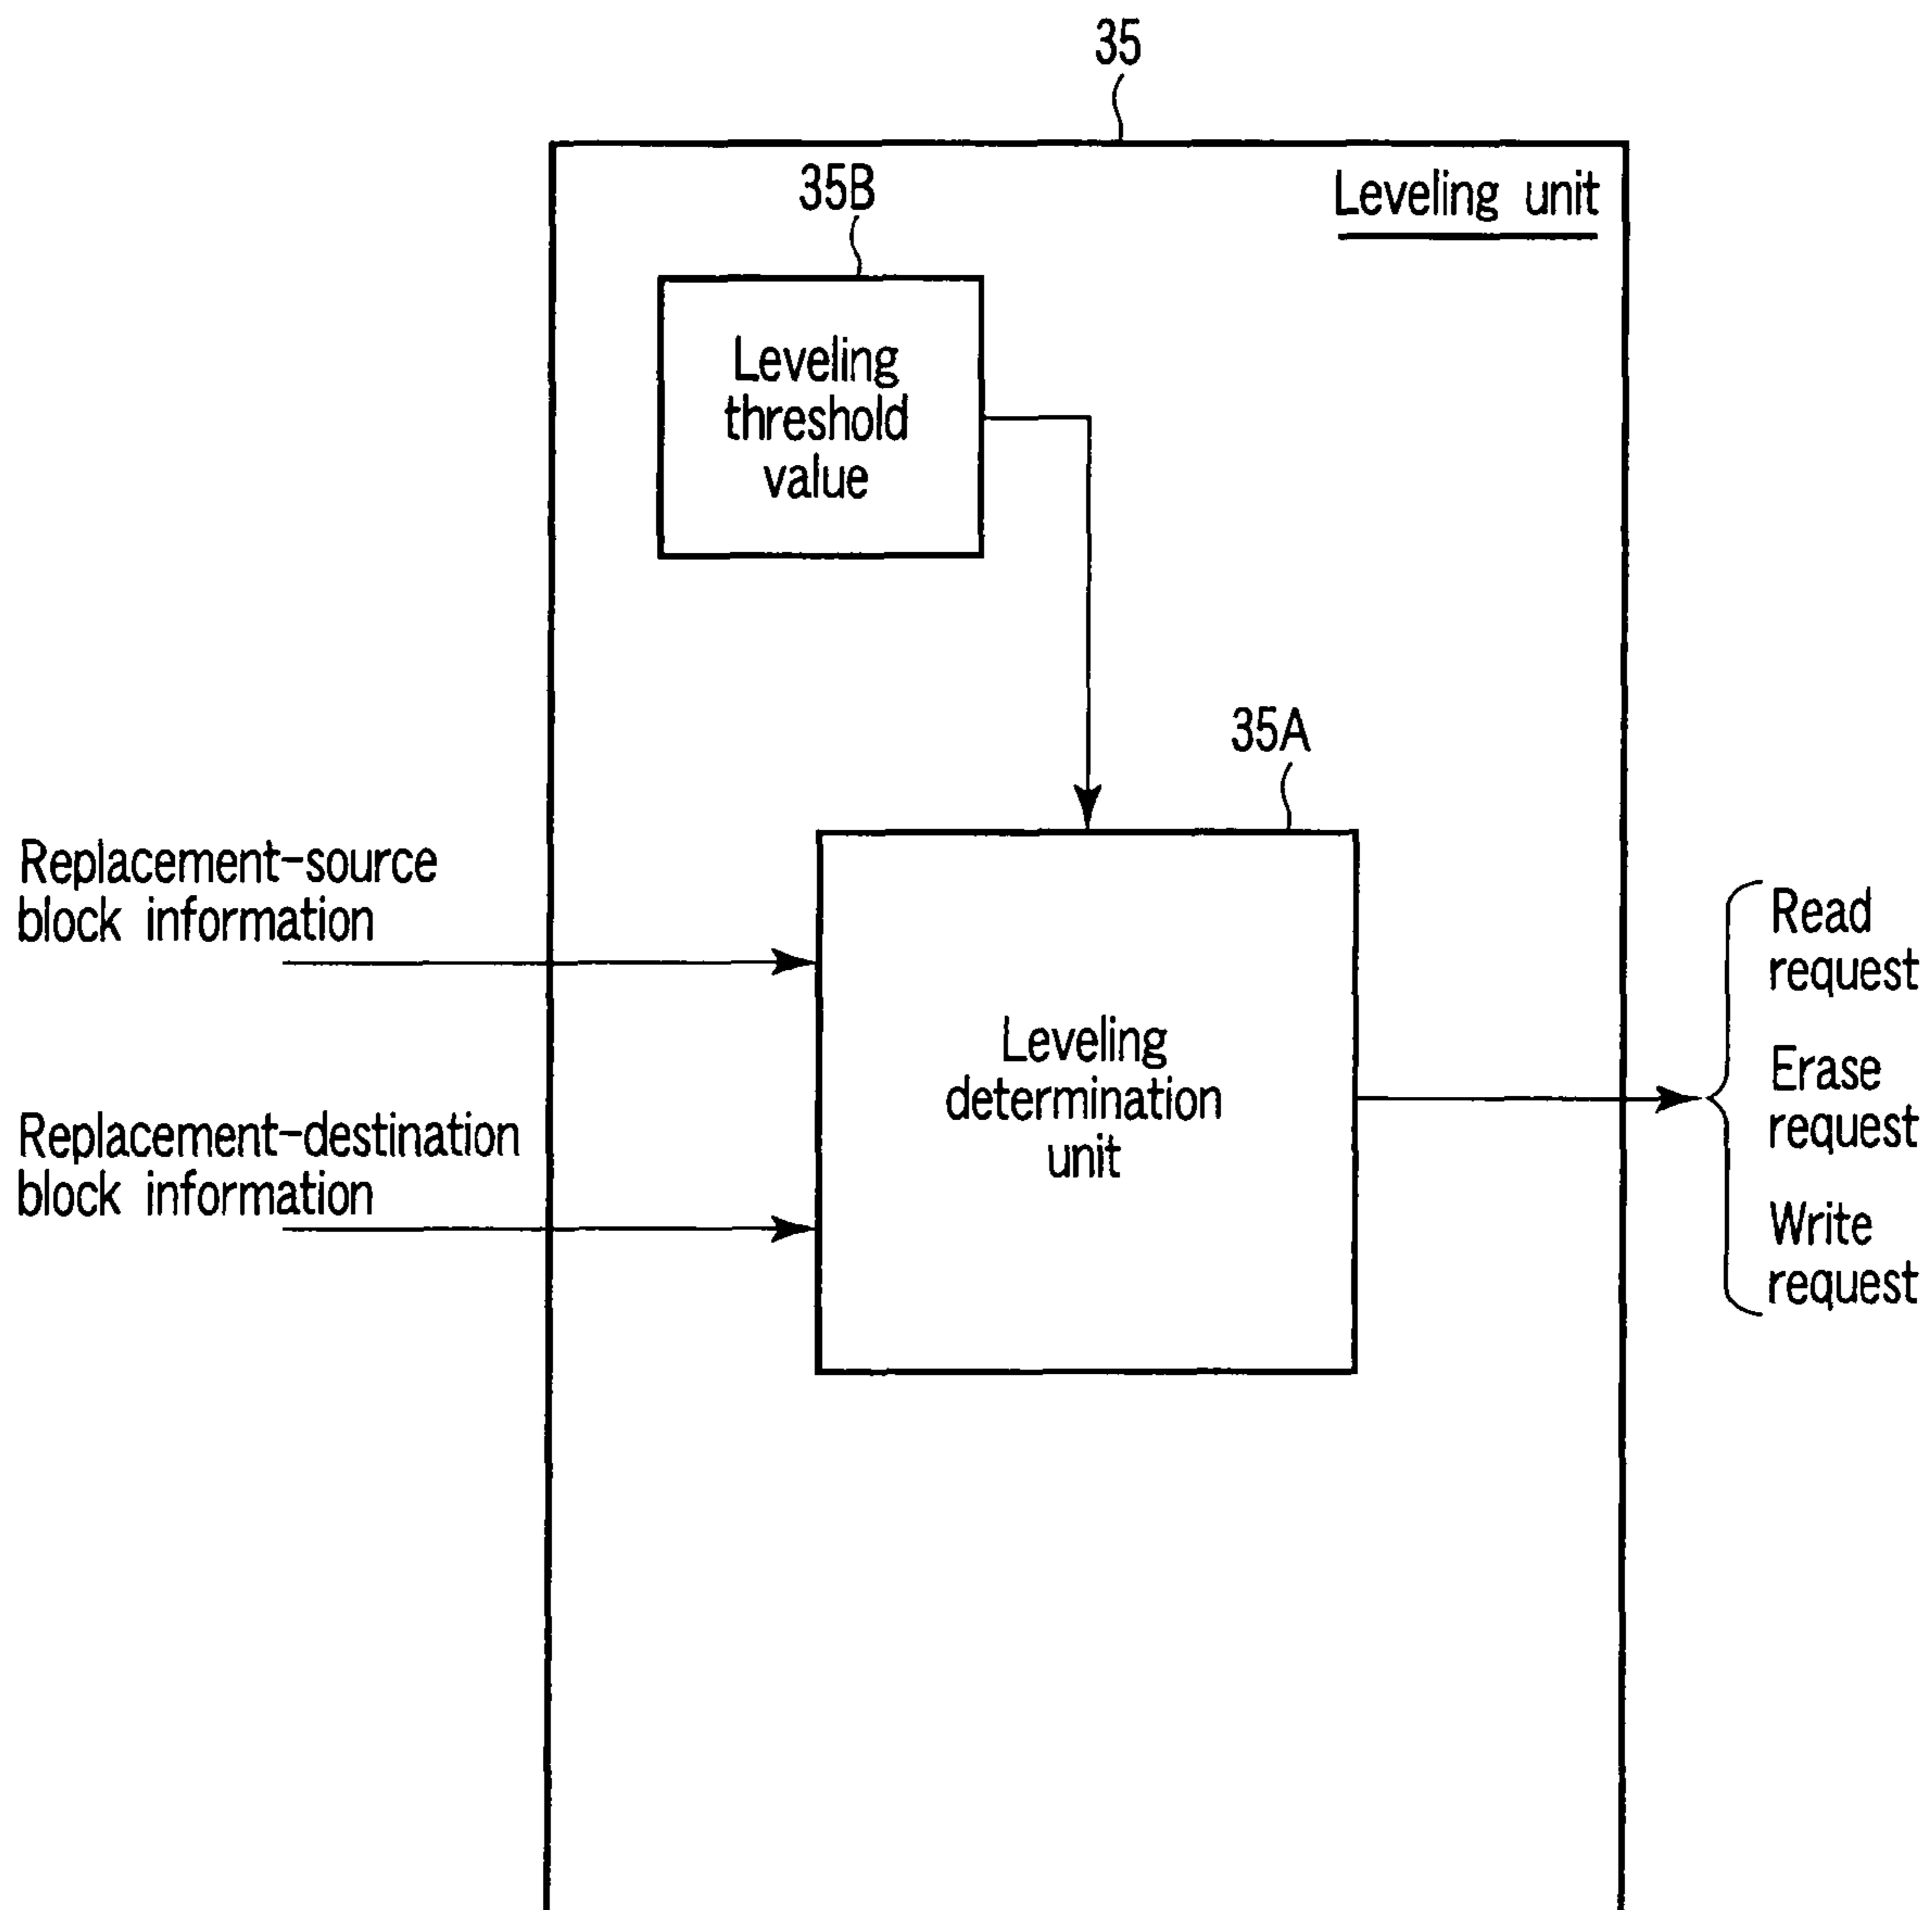 35
Leveling unit
35B
Leveling
threshold
value
35A
Replacement-source
block information
Replacement-destination
block information
Leveling
determination
unit
Read
request
Erase
request
Write
request